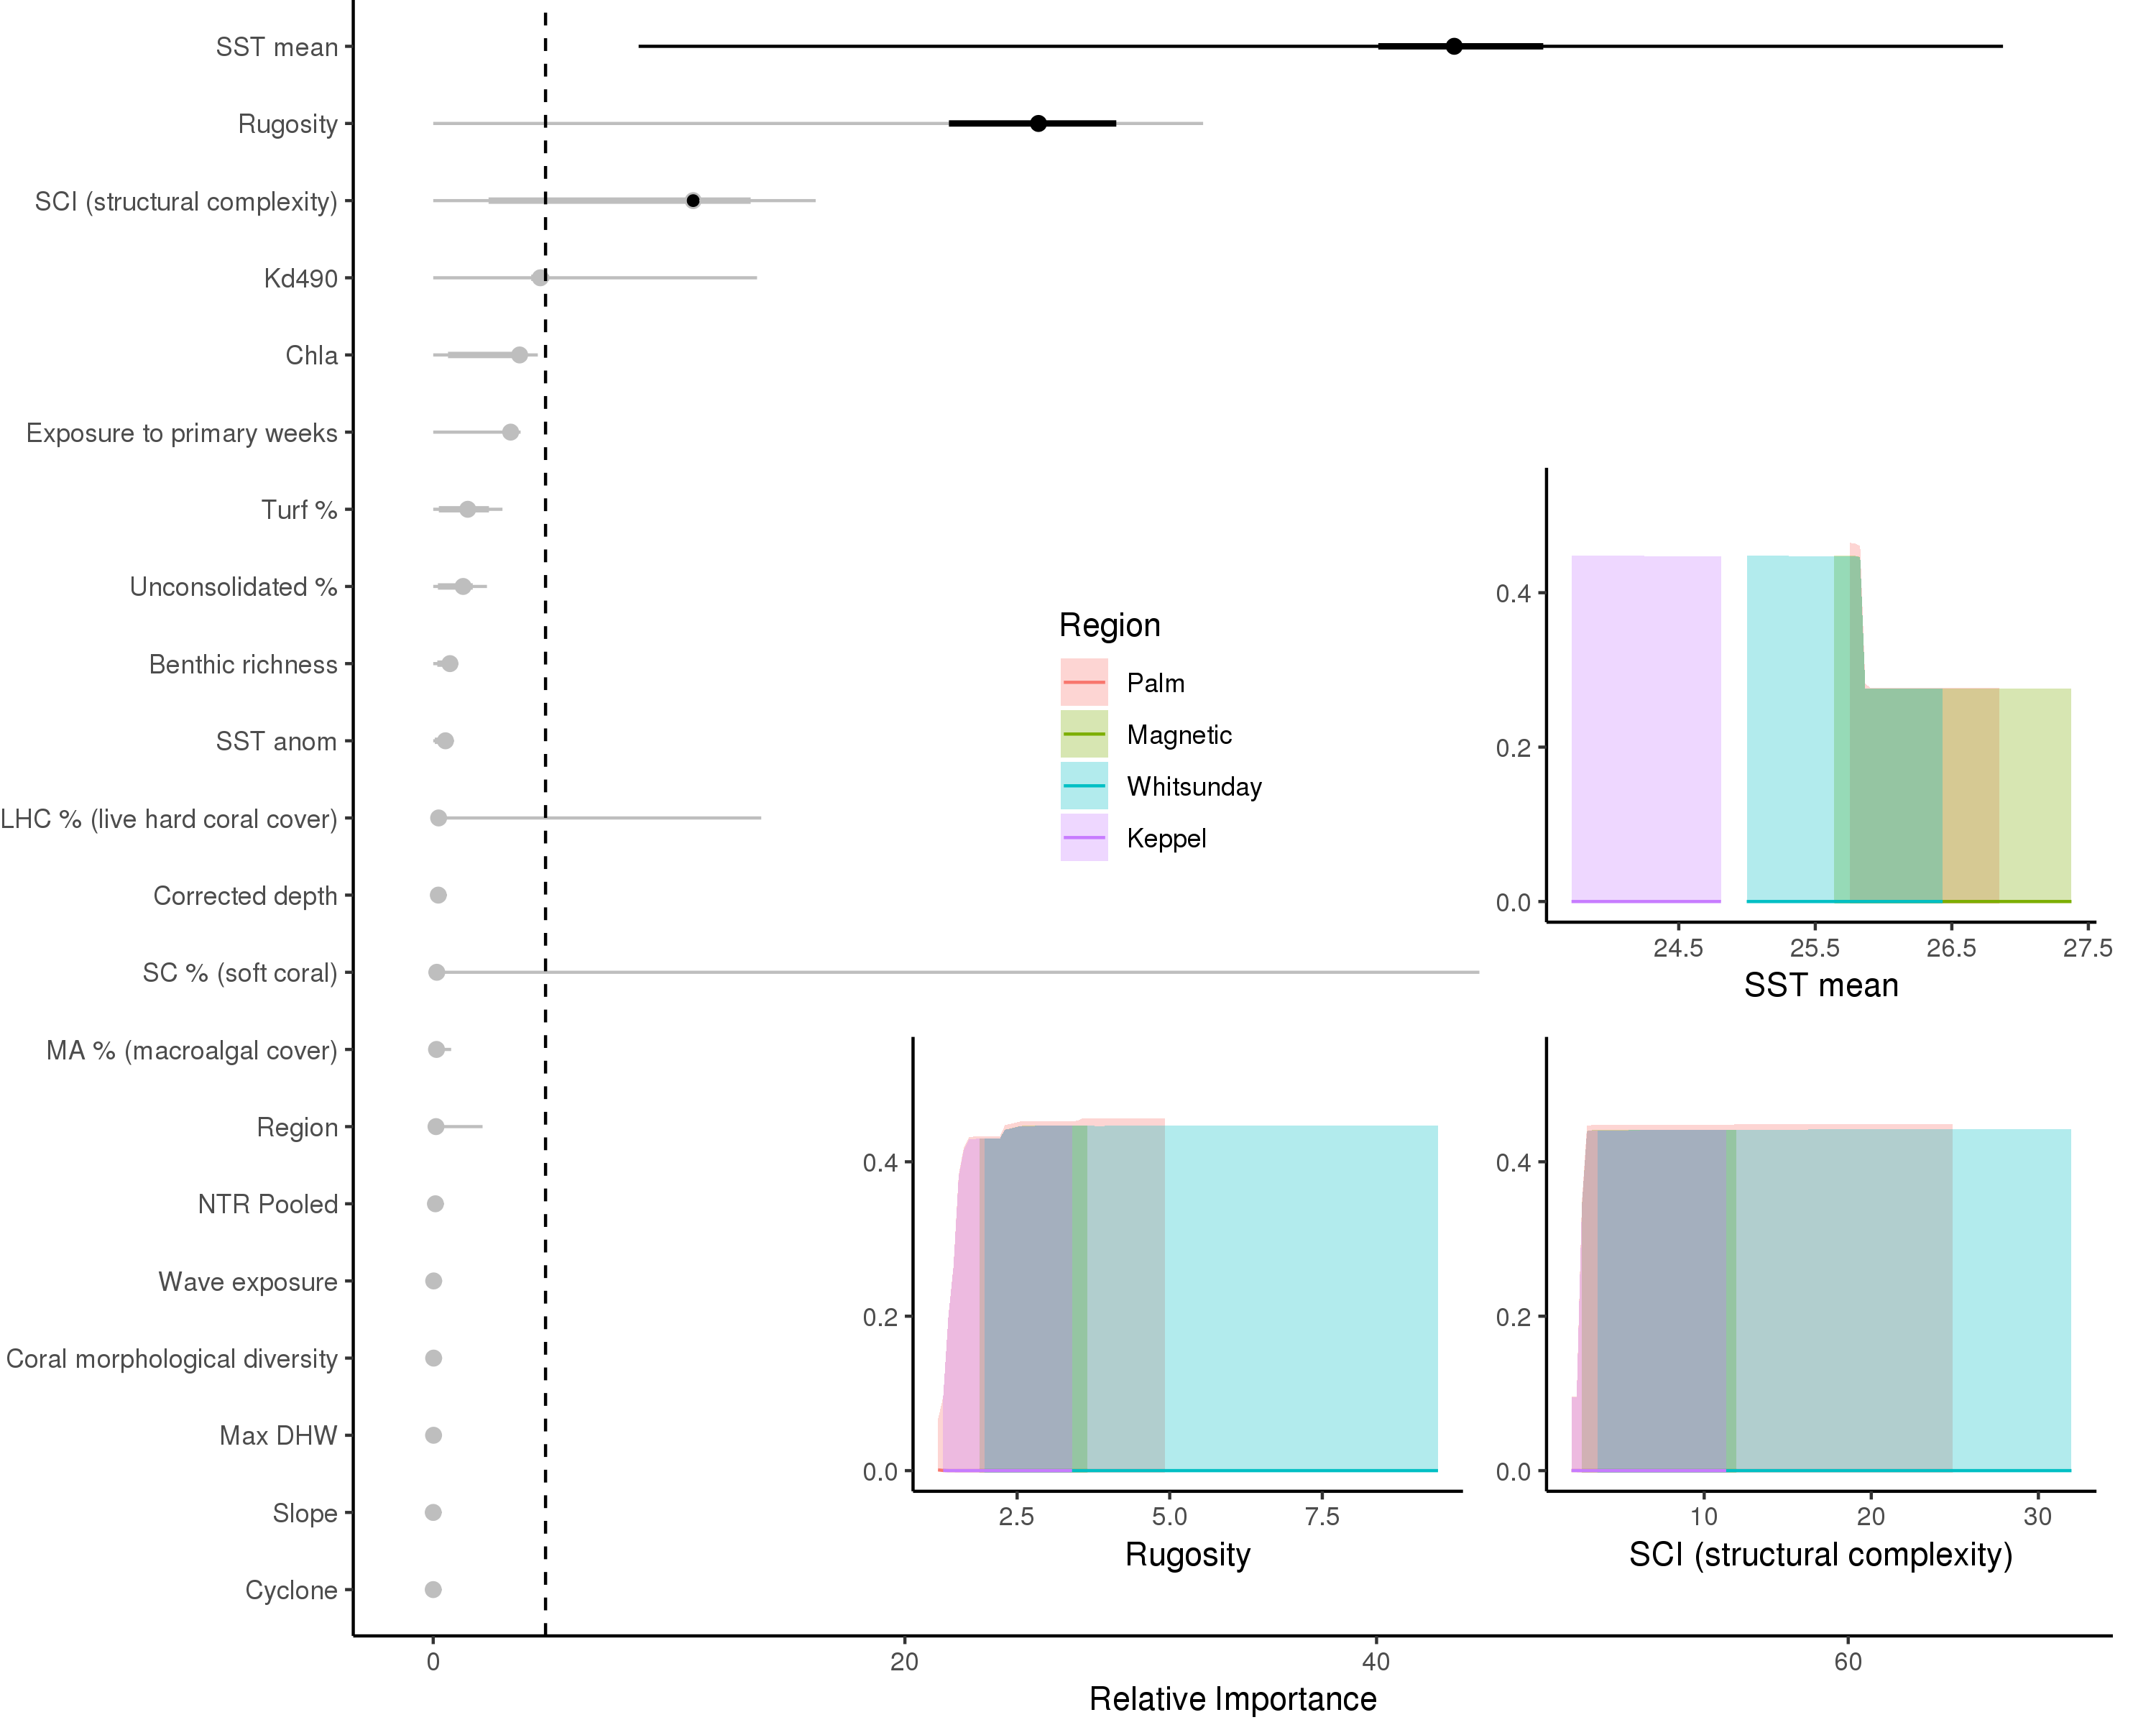 SST mean
Rugosity
SCI (structural complexity)
Kd490
Chla
Exposure to primary weeks
Turf %
Unconsolidated %
Benthic richness
SST anom
LHC % (live hard coral cover)
Corrected depth
SC % (soft coral)
MA % (macroalgal cover)
Region
NTR Pooled
Wave exposure
Coral morphological diversity
Max DHW
Slope
Cyclone
0 20 40 60
Relative Importance
Region
Palm
Magnetic
Whitsunday
Keppel
0.4
0.2
0.0
24.5 25.5 26.5 27.5
SST mean
0.4
0.2
0.0
2.5 5.0 7.5
Rugosity
0.4
0.2
0.0
10 20 30
SCI (structural complexity)